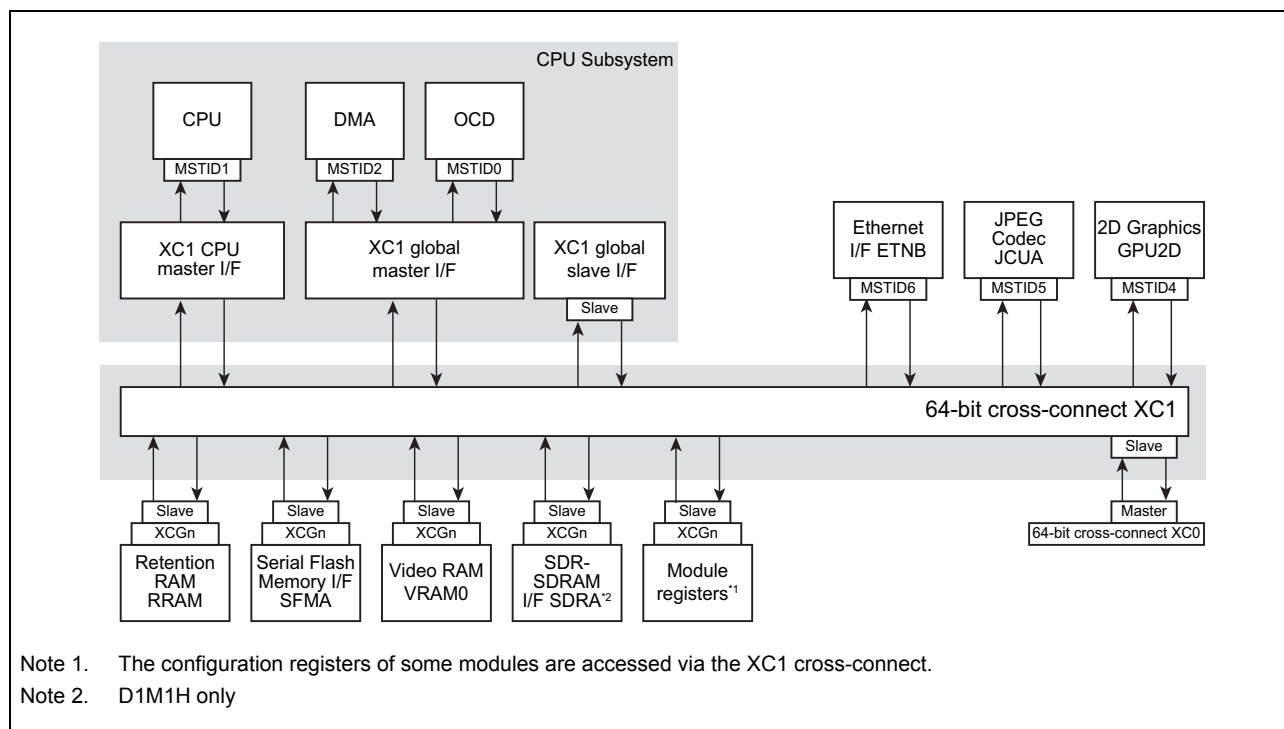 CPU Subsystem
CPU
DMA
OCD
MSTID1
MSTID2
MSTID0
XC1 CPU
master I/F
XC1 global
master I/F
XC1 global
slave I/F
Slave
Ethernet
I/F ETNB
MSTID6
JPEG
Codec
JCUA
MSTID5
2D Graphics
GPU2D
MSTID4
64-bit cross-connect XC1
Slave
Slave
XCGn
Retention
RAM
RRAM
Slave
XCGn
Serial Flash
Memory I/F
SFMA
Slave
XCGn
Video RAM
VRAM0
Slave
XCGn
SDR-
SDRAM
I/F SDRA*2
Slave
XCGn
Module
registers*1
Master
64-bit cross-connect XC0
Note 1. The configuration registers of some modules are accessed via the XC1 cross-connect.
Note 2. D1M1H only